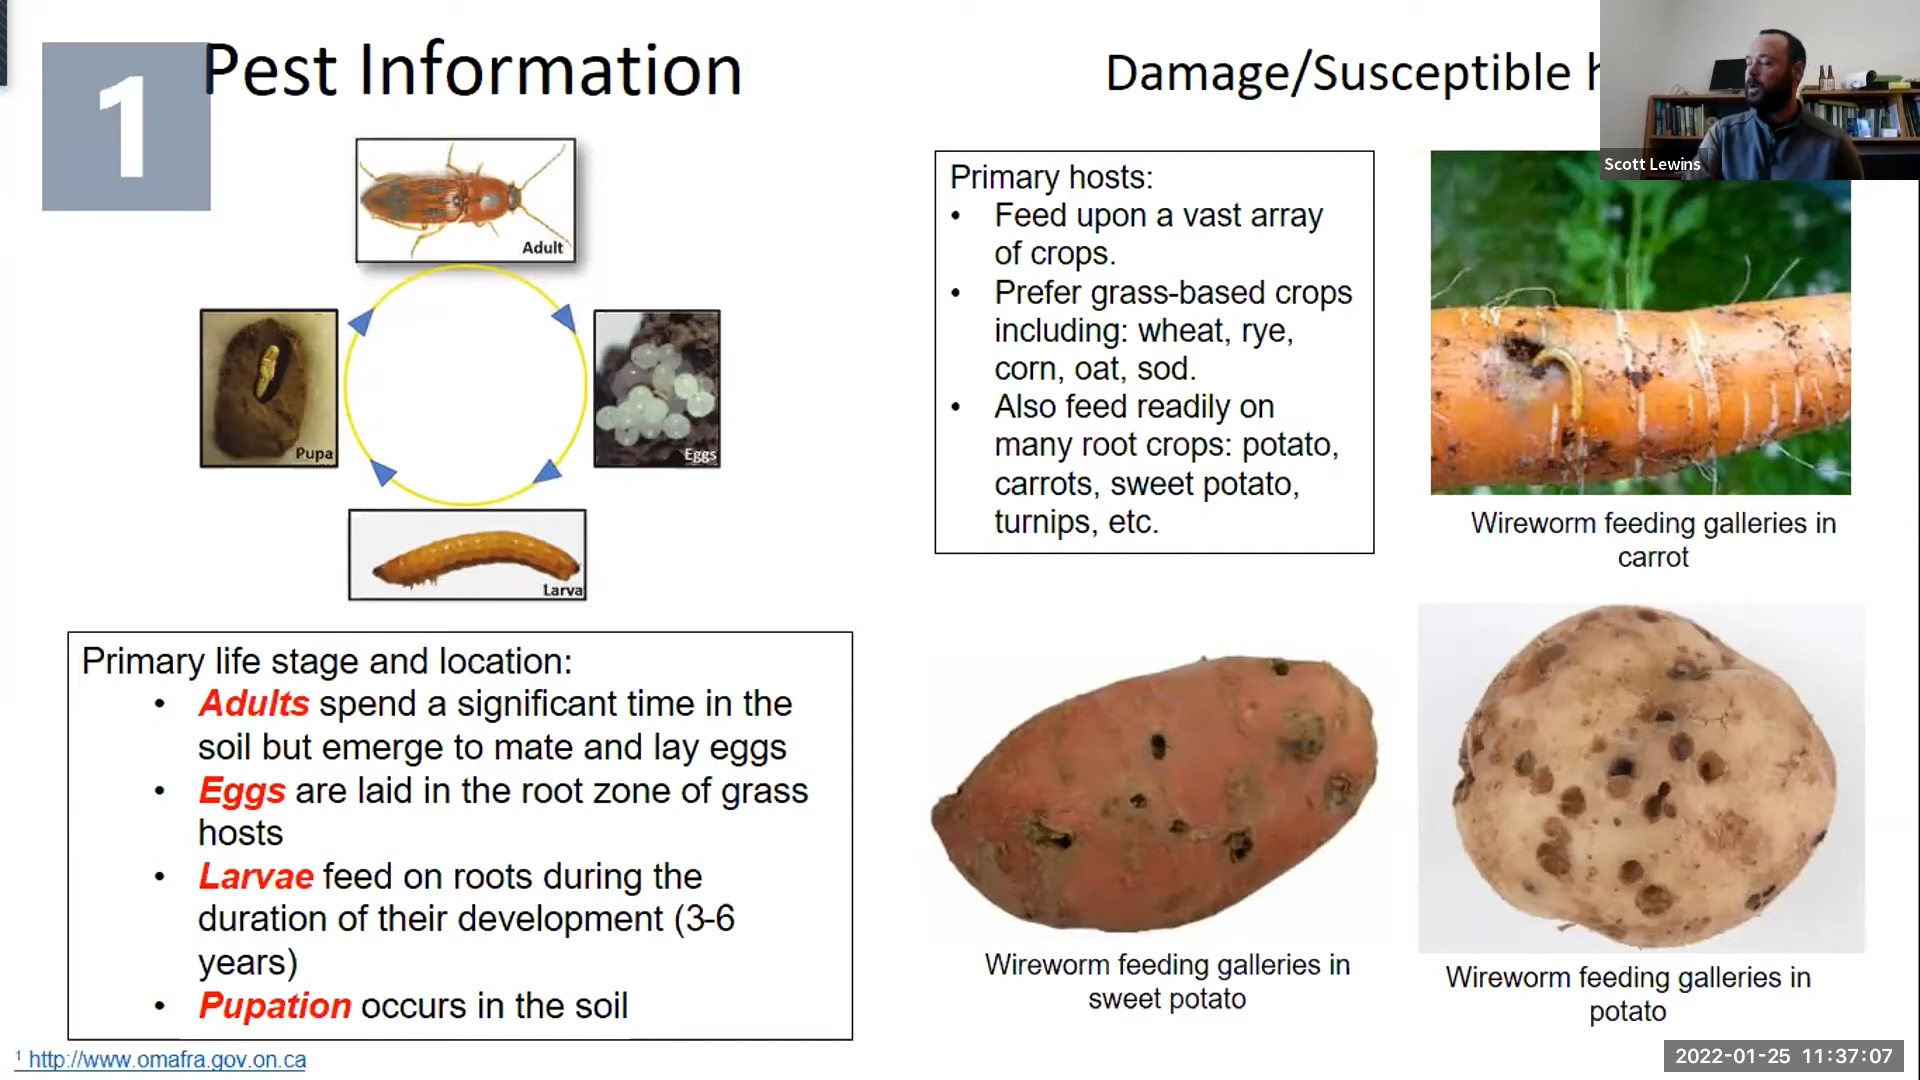 1
Pest Information
Adult
Pupa
Eggs
Larva
Primary life stage and location:
• Adults spend a significant time in the
soil but emerge to mate and lay eggs
• Eggs are laid in the root zone of grass
hosts
• Larvae feed on roots during the
duration of their development (3-6
years)
• Pupation occurs in the soil
1 http://www.omafra.gov.on.ca
Damage/Susceptible
Scott Lewins
Primary hosts:
• Feed upon a vast array
of crops.
• Prefer grass-based crops
including: wheat, rye,
corn, oat, sod.
• Also feed readily on
many root crops: potato,
carrots, sweet potato,
turnips, etc.
Wireworm feeding galleries in
carrot
Wireworm feeding galleries in
sweet potato
Wireworm feeding galleries in
potato
2022-01-25 11:37:07